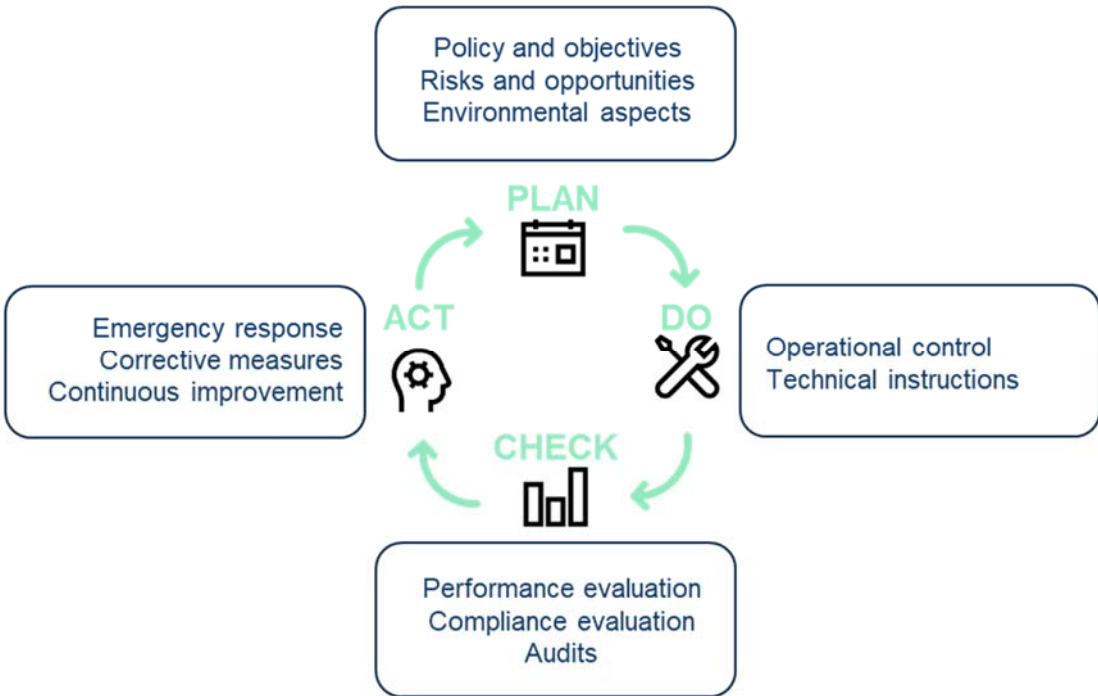 Policy and objectives
Risks and opportunities
Environmental aspects
PLAN
ACT
DO
Emergency response
Corrective measures
Continuous improvement
Operational control
Technical instructions
CHECK
Performance evaluation
Compliance evaluation
Audits